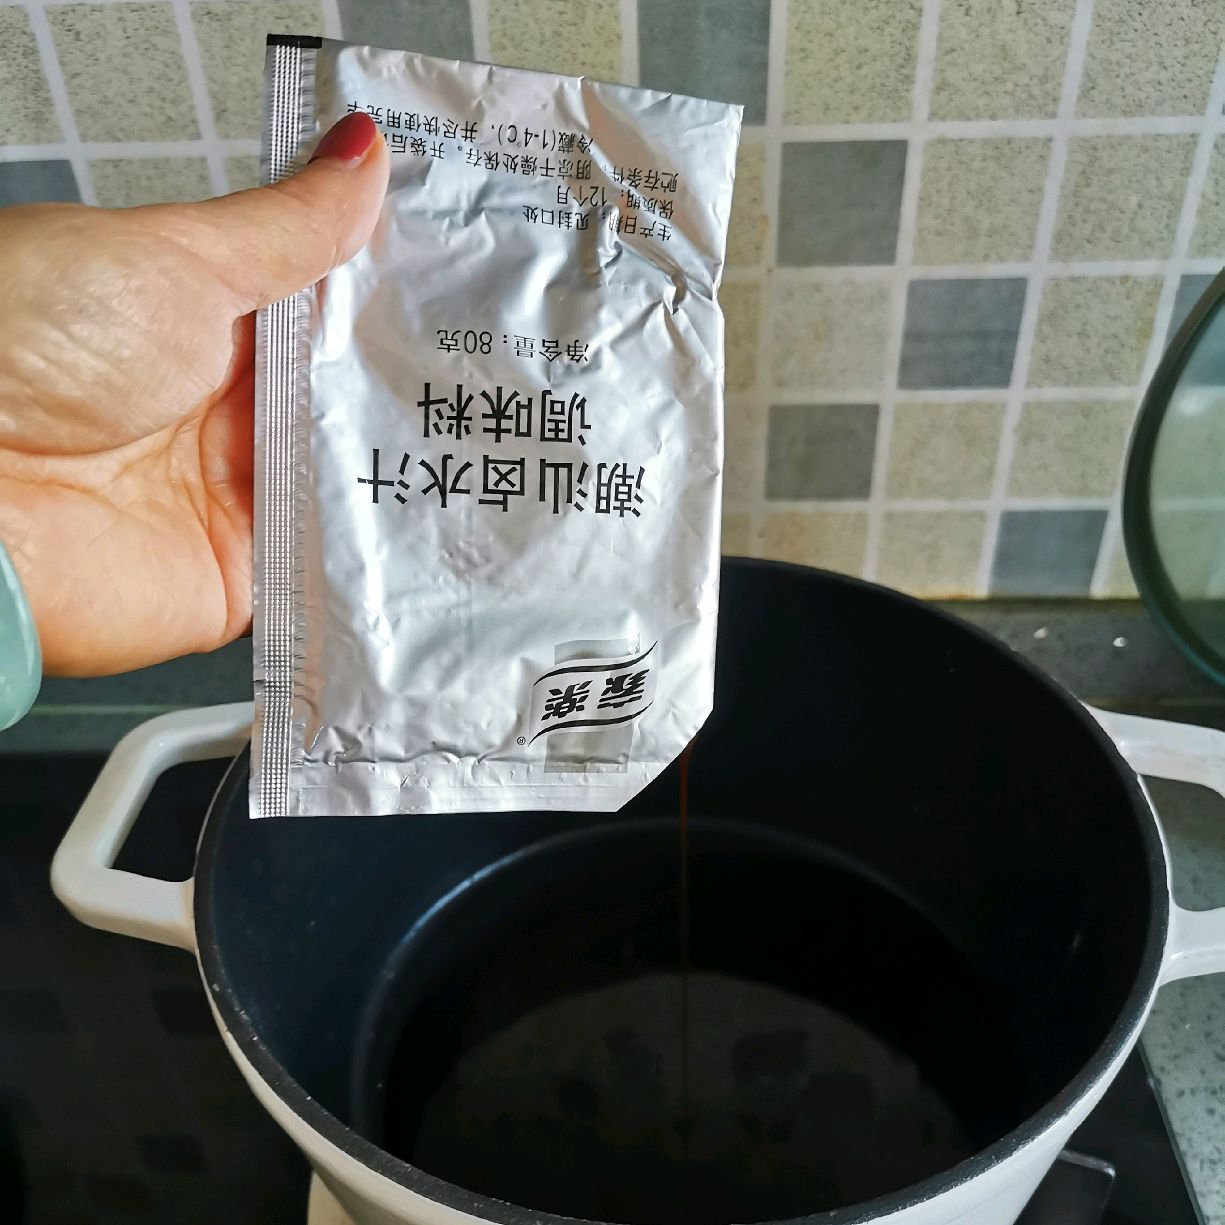 潮汕卤水汁
调味料
净含量：80克
生产日期：见封口处
保质期：12个月
贮存条件：阴凉干燥处保存。开袋后
冷藏(1-4℃)，并尽快使用完毕